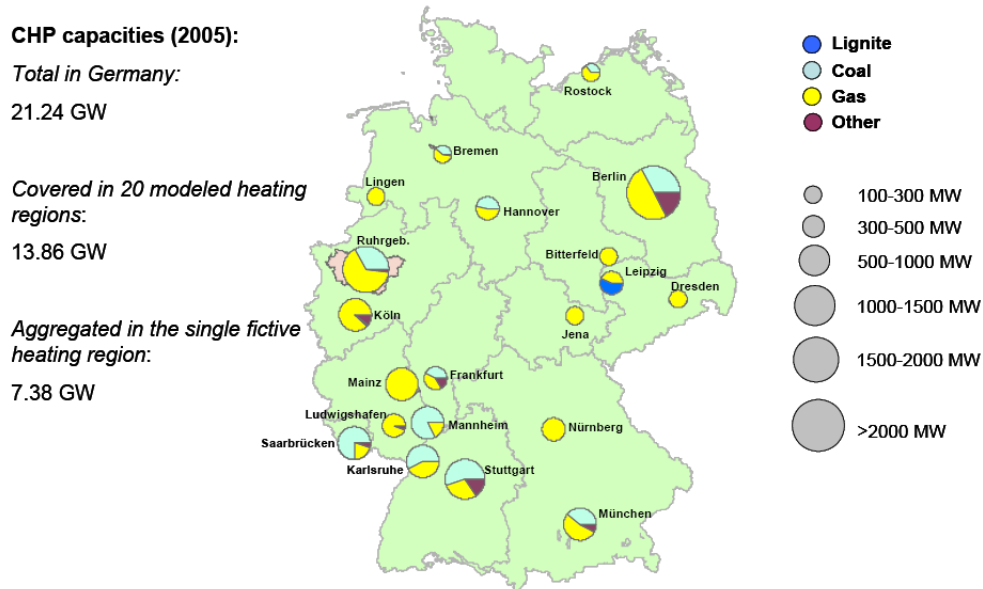 CHP capacities (2005):
Total in Germany:
21.24 GW
Covered in 20 modeled heating
regions:
13.86 GW
Aggregated in the single fictive
heating region:
7.38 GW
Rostock
Bremen
Lingen
Hannover
Berlin
Ruhrgeb.
Bitterfeld
Leipzig
Dresden
Köln
Jena
Mainz
Frankfurt
Ludwigshafen
Mannheim
Nürnberg
Saarbrücken
Karlsruhe
Stuttgart
München
Lignite
Coal
Gas
Other
100-300 MW
300-500 MW
500-1000 MW
1000-1500 MW
1500-2000 MW
>2000 MW